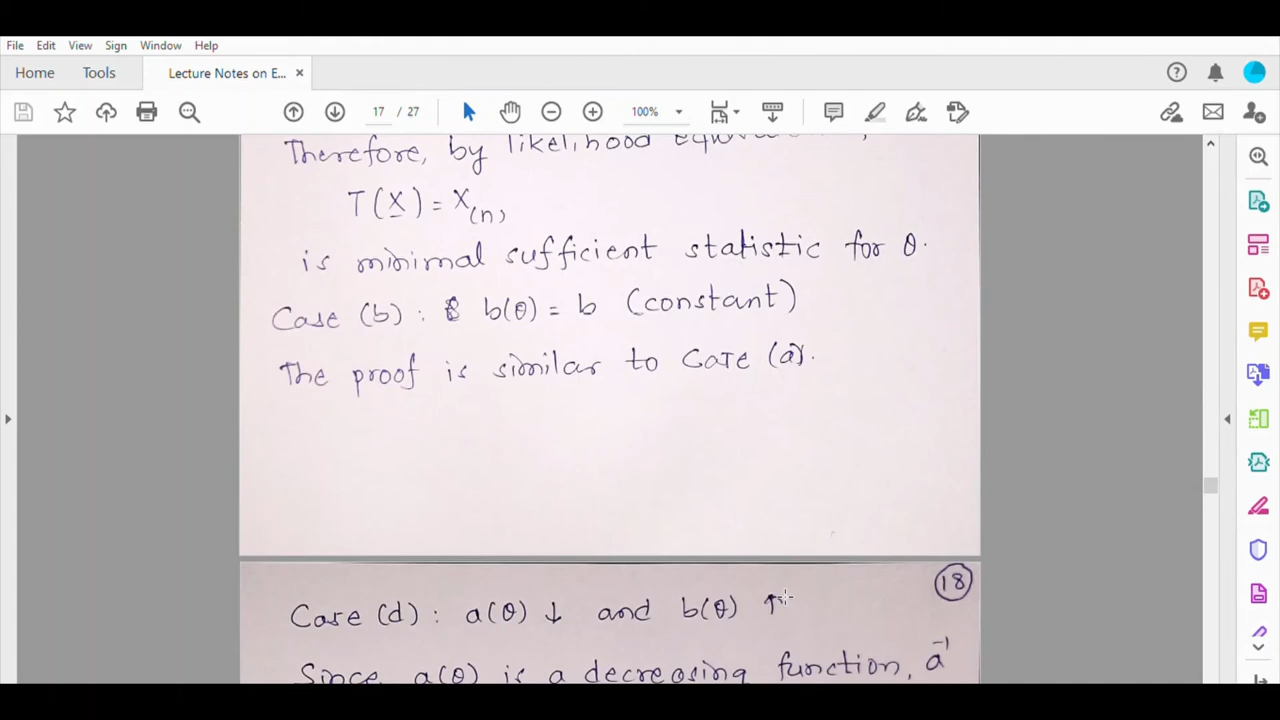 File Edit View Sign Window Help
Home Tools Lecture Notes on E... ×
17 / 27 100%
Therefore, by likelihood
T(X) = X(n)
is minimal sufficient statistic for θ.
Case (b): b(θ) = b (constant)
The proof is similar to Case (a).
18
Case (d): a(θ) ↓ and b(θ) ↑
Since a(θ) is a decreasing function, a⁻¹